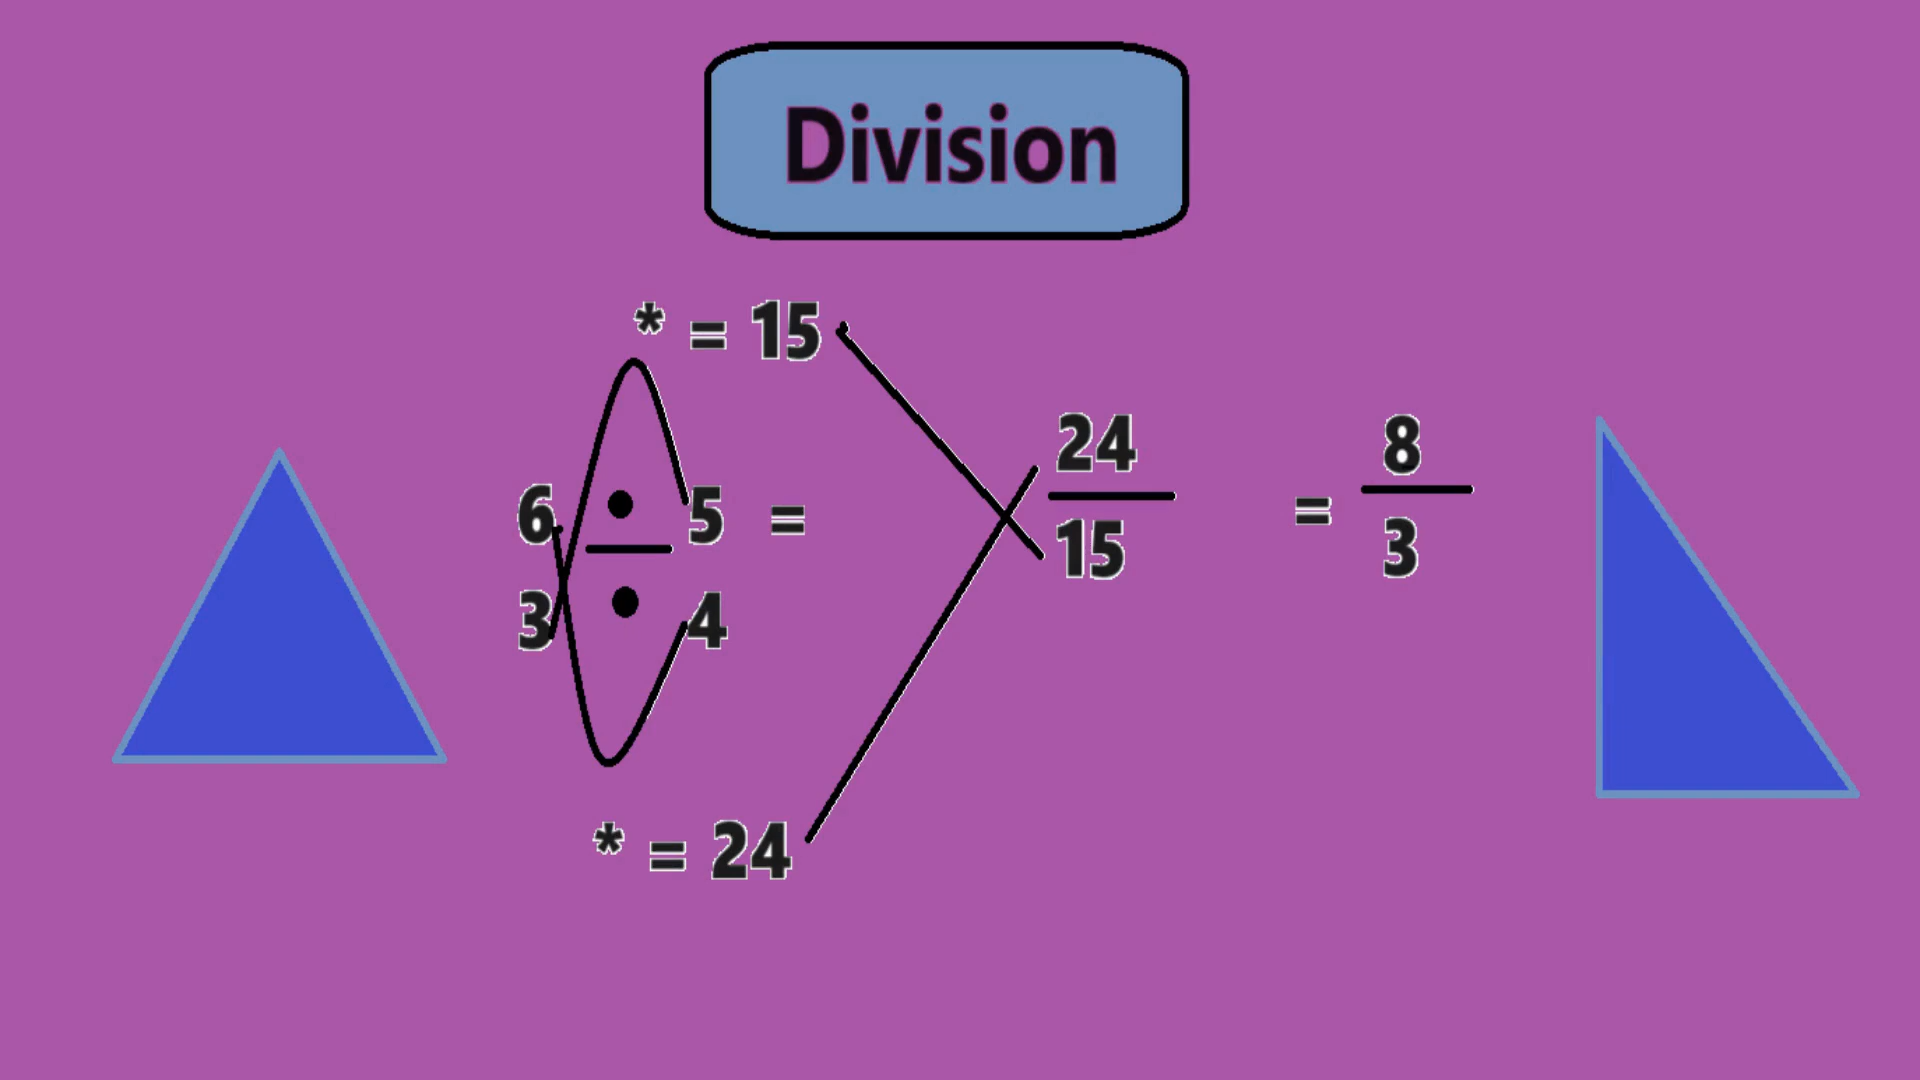 Division
* = 15
24
8
6 ÷ 5 =
=
15
3
3 4
* = 24